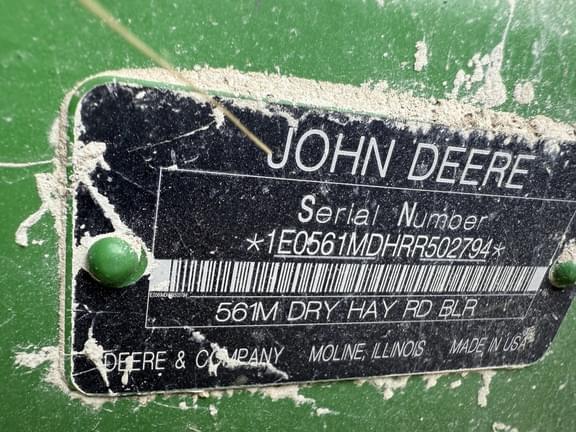 JOHN DEERE
Serial Number
*1E0561MDHRR502794*
561M DRY HAY RD BLR
DEERE & COMPANY MOLINE, ILLINOIS MADE IN USA